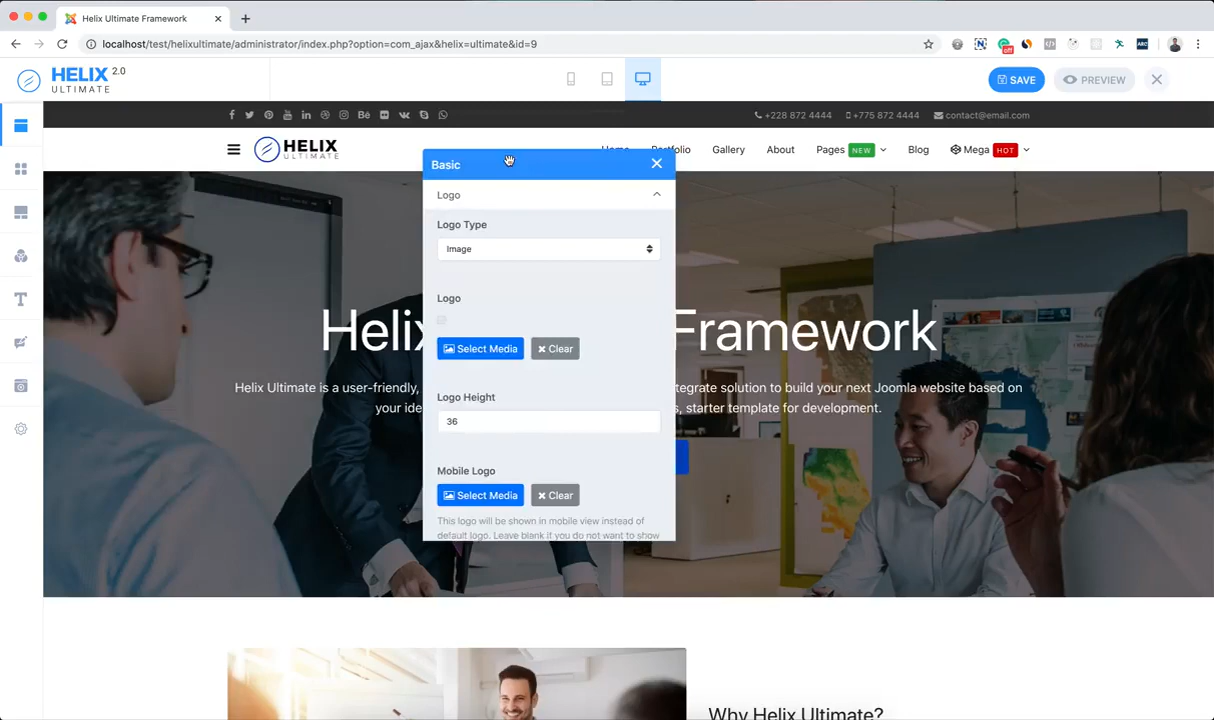 Helix Ultimate Framework
localhost/test/helixultimate/administrator/index.php?option=com_ajax&helix=ultimate&id=9
off
ARC
HELIX 2.0
ULTIMATE
SAVE
PREVIEW
Bē
+228 872 4444
+775 872 4444
contact@email.com
HELIX
ULTIMATE
Home
Portfolio
Gallery
About
Pages NEW
Blog
Mega HOT
Basic
Logo
Logo Type
Image
Logo
Select Media
Clear
Logo Height
36
Mobile Logo
Select Media
Clear
This logo will be shown in mobile view instead of
default logo. Leave blank if you do not want to show
Helix Framework
Helix Ultimate is a user-friendly, ntegrate solution to build your next Joomla website based on
your ide s, starter template for development.
Why Helix Ultimate?